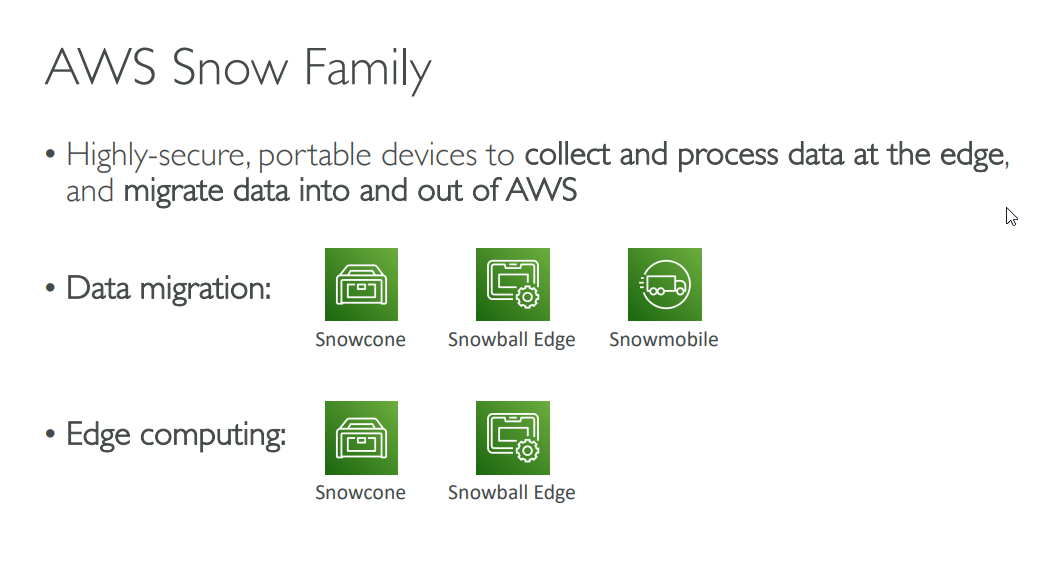 AWS Snow Family
• Highly-secure, portable devices to collect and process data at the edge,
and migrate data into and out of AWS
• Data migration:
Snowcone Snowball Edge Snowmobile
• Edge computing:
Snowcone Snowball Edge